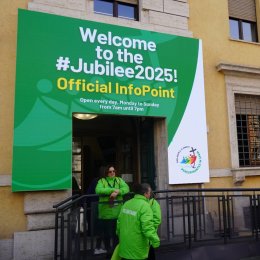 Welcome
to the
#Jubilee2025!
Official InfoPoint
Open every day, Monday to Sunday
from 7am until 7pm